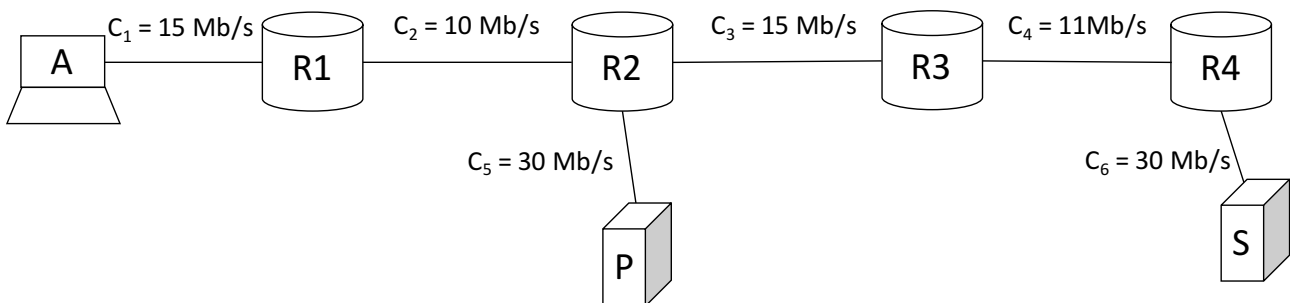 C₁ = 15 Mb/s
C₂ = 10 Mb/s
C₃ = 15 Mb/s
C₄ = 11Mb/s
A
R1
R2
R3
R4
C₅ = 30 Mb/s
C₆ = 30 Mb/s
P
S